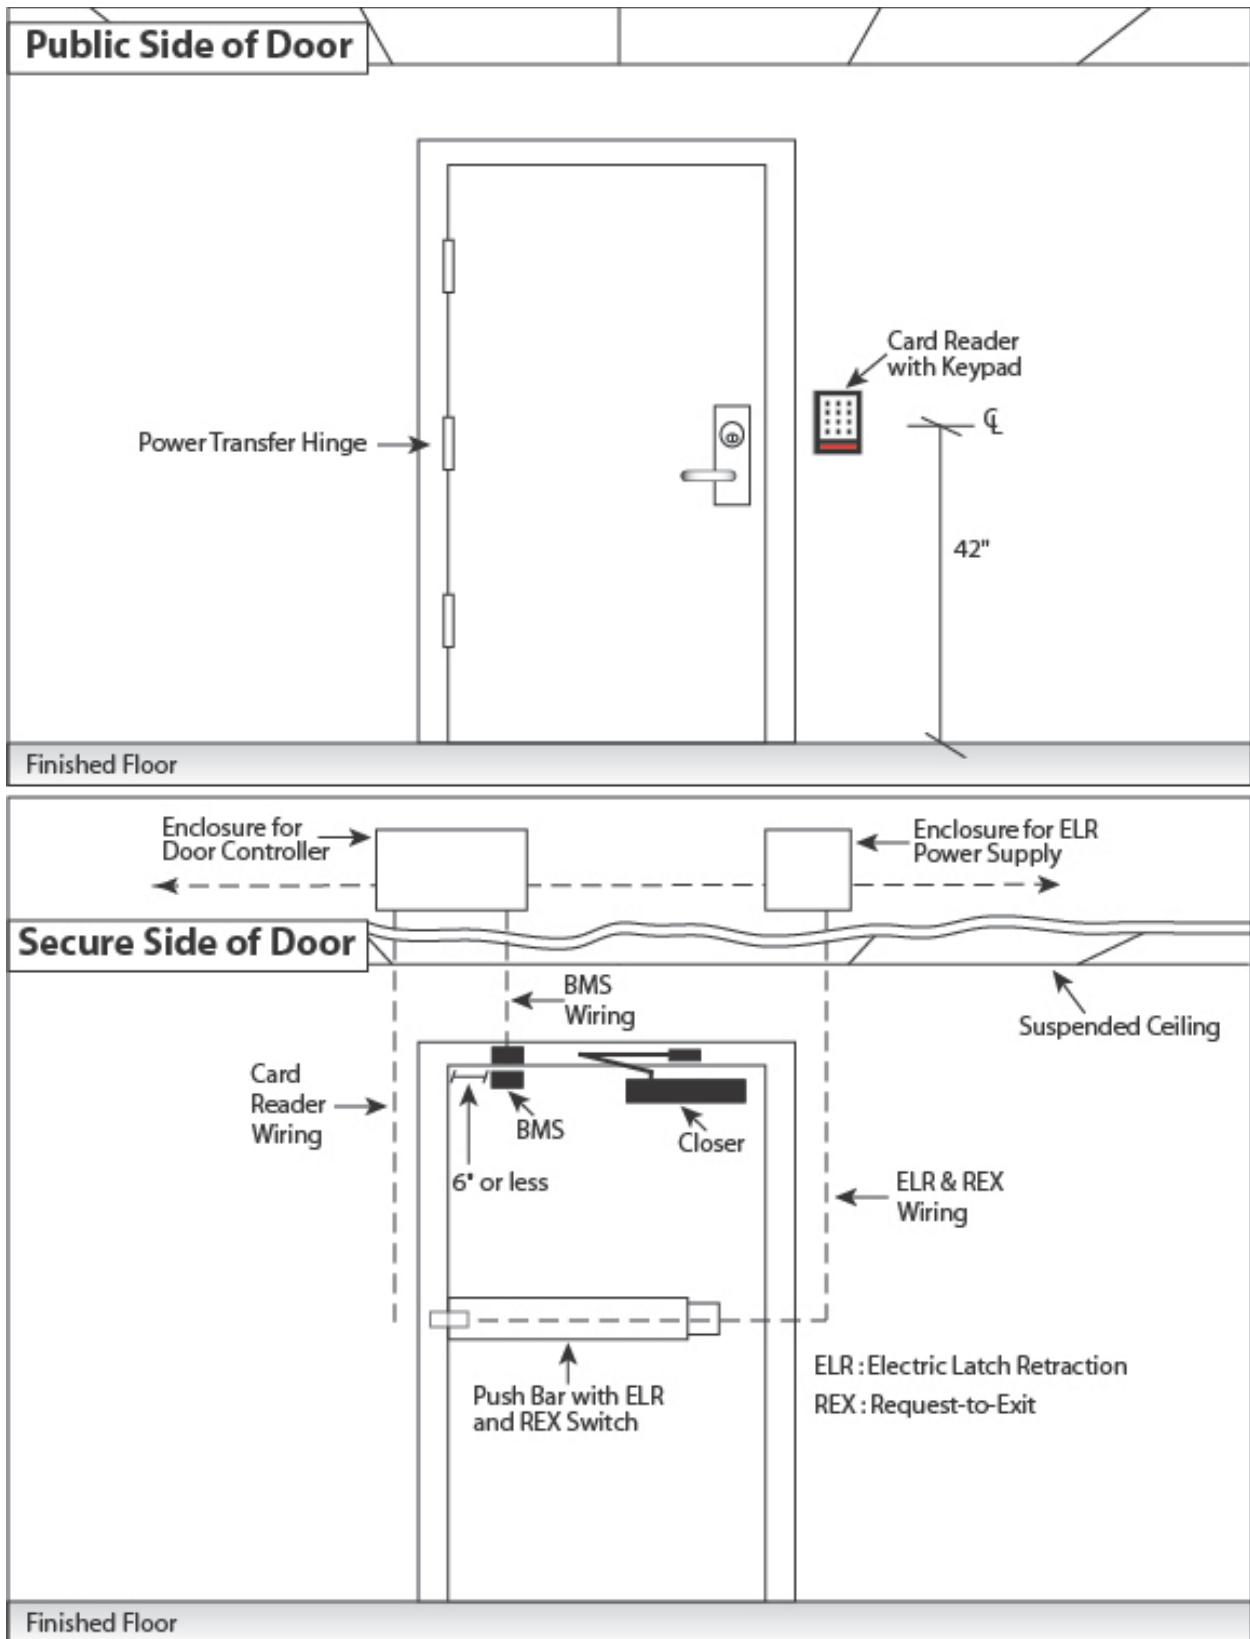 Public Side of Door
Card Reader
with Keypad
℄
Power Transfer Hinge
42"
Finished Floor
Enclosure for
Door Controller
Enclosure for ELR
Power Supply
Secure Side of Door
BMS
Wiring
Suspended Ceiling
Card
Reader
Wiring
BMS
Closer
6" or less
ELR & REX
Wiring
Push Bar with ELR
and REX Switch
ELR : Electric Latch Retraction
REX : Request-to-Exit
Finished Floor